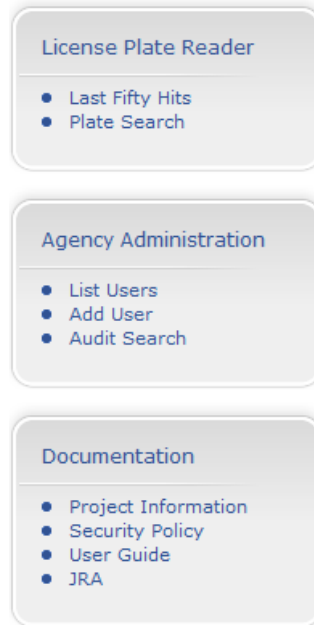 License Plate Reader
Last Fifty Hits
Plate Search
Agency Administration
List Users
Add User
Audit Search
Documentation
Project Information
Security Policy
User Guide
JRA